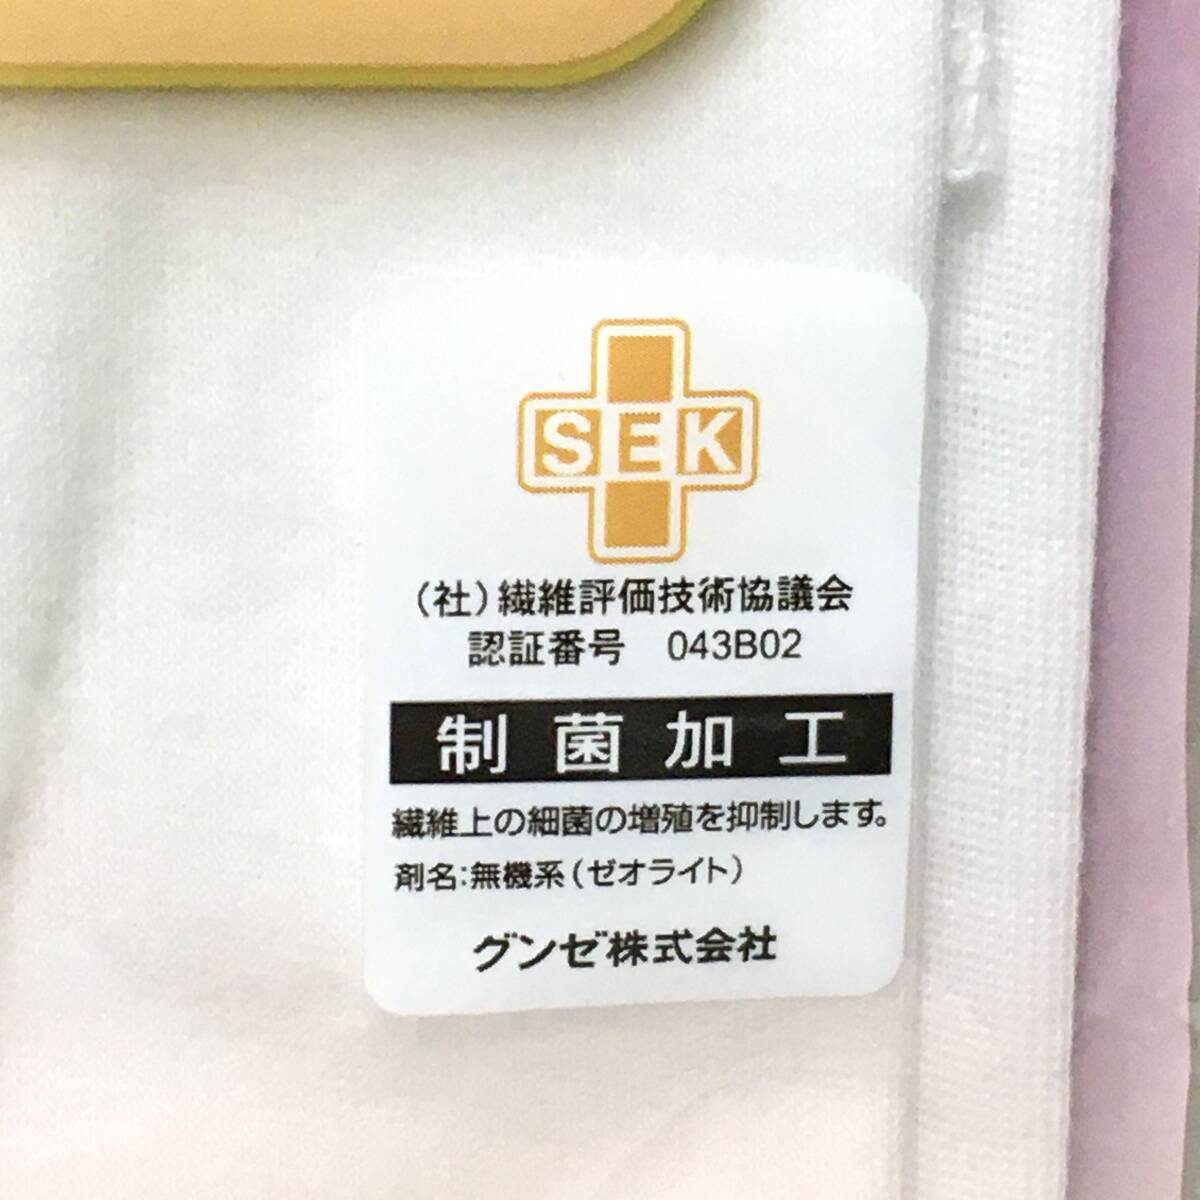 SEK
（社）繊維評価技術協議会
認証番号　043B02
制菌加工
繊維上の細菌の増殖を抑制します。
剤名：無機系（ゼオライト）
グンゼ株式会社